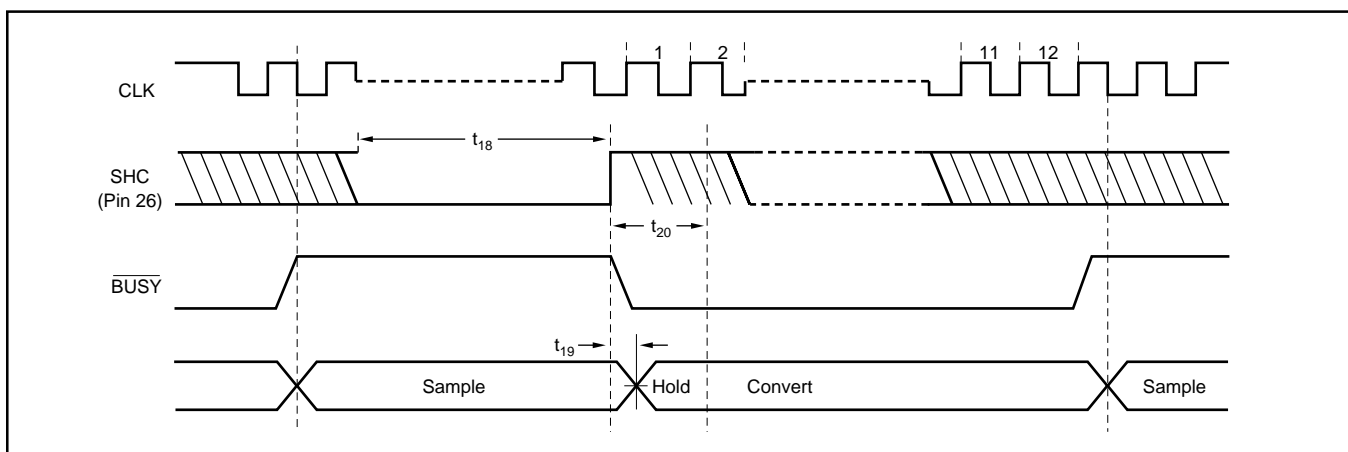 1 2 11 12
CLK
t18
SHC
(Pin 26)
t20
BUSY
t19
Sample Hold Convert Sample